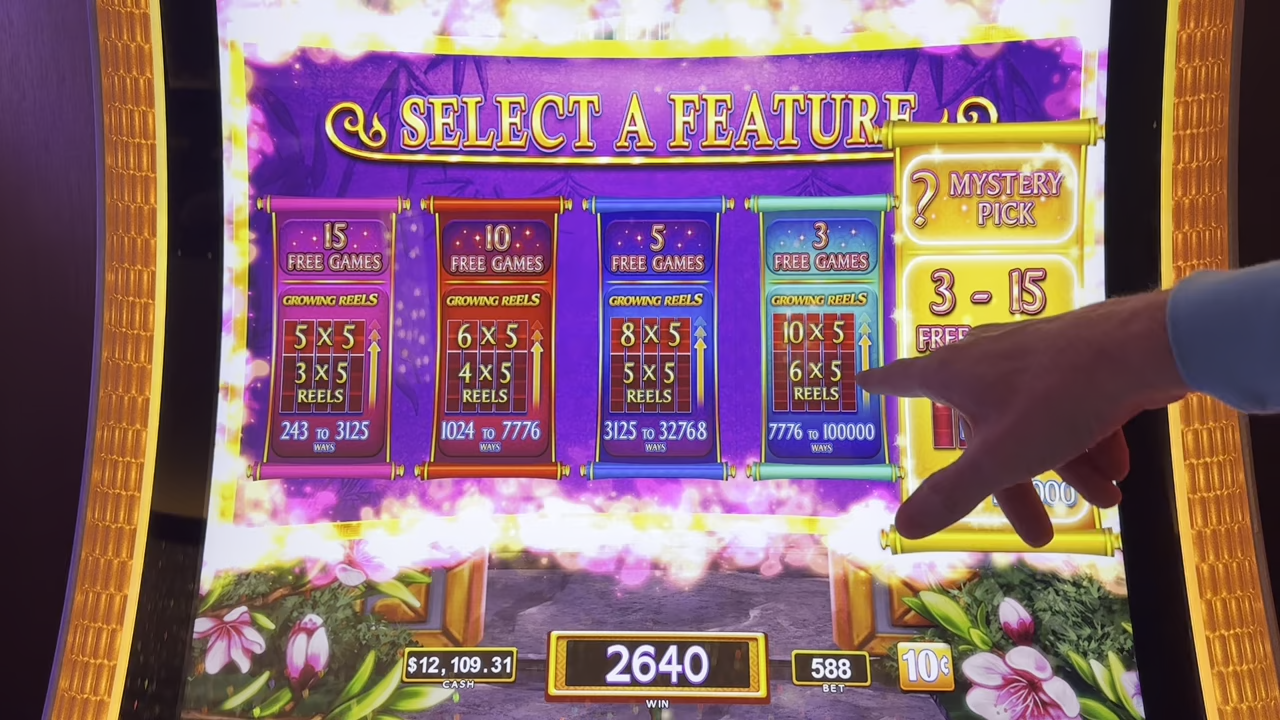 SELECT A FEATURE
15
FREE GAMES
GROWING REELS
5 X 5
3 X 5
REELS
243 TO 3125
WAYS
10
FREE GAMES
GROWING REELS
6 X 5
4 X 5
REELS
1024 TO 7776
WAYS
5
FREE GAMES
GROWING REELS
8 X 5
5 X 5
REELS
3125 TO 32768
WAYS
3
FREE GAMES
GROWING REELS
10 X 5
6 X 5
REELS
7776 TO 100000
WAYS
? MYSTERY
PICK
3 - 15
$12,109.31
CASH
2640
WIN
588
BET
10¢